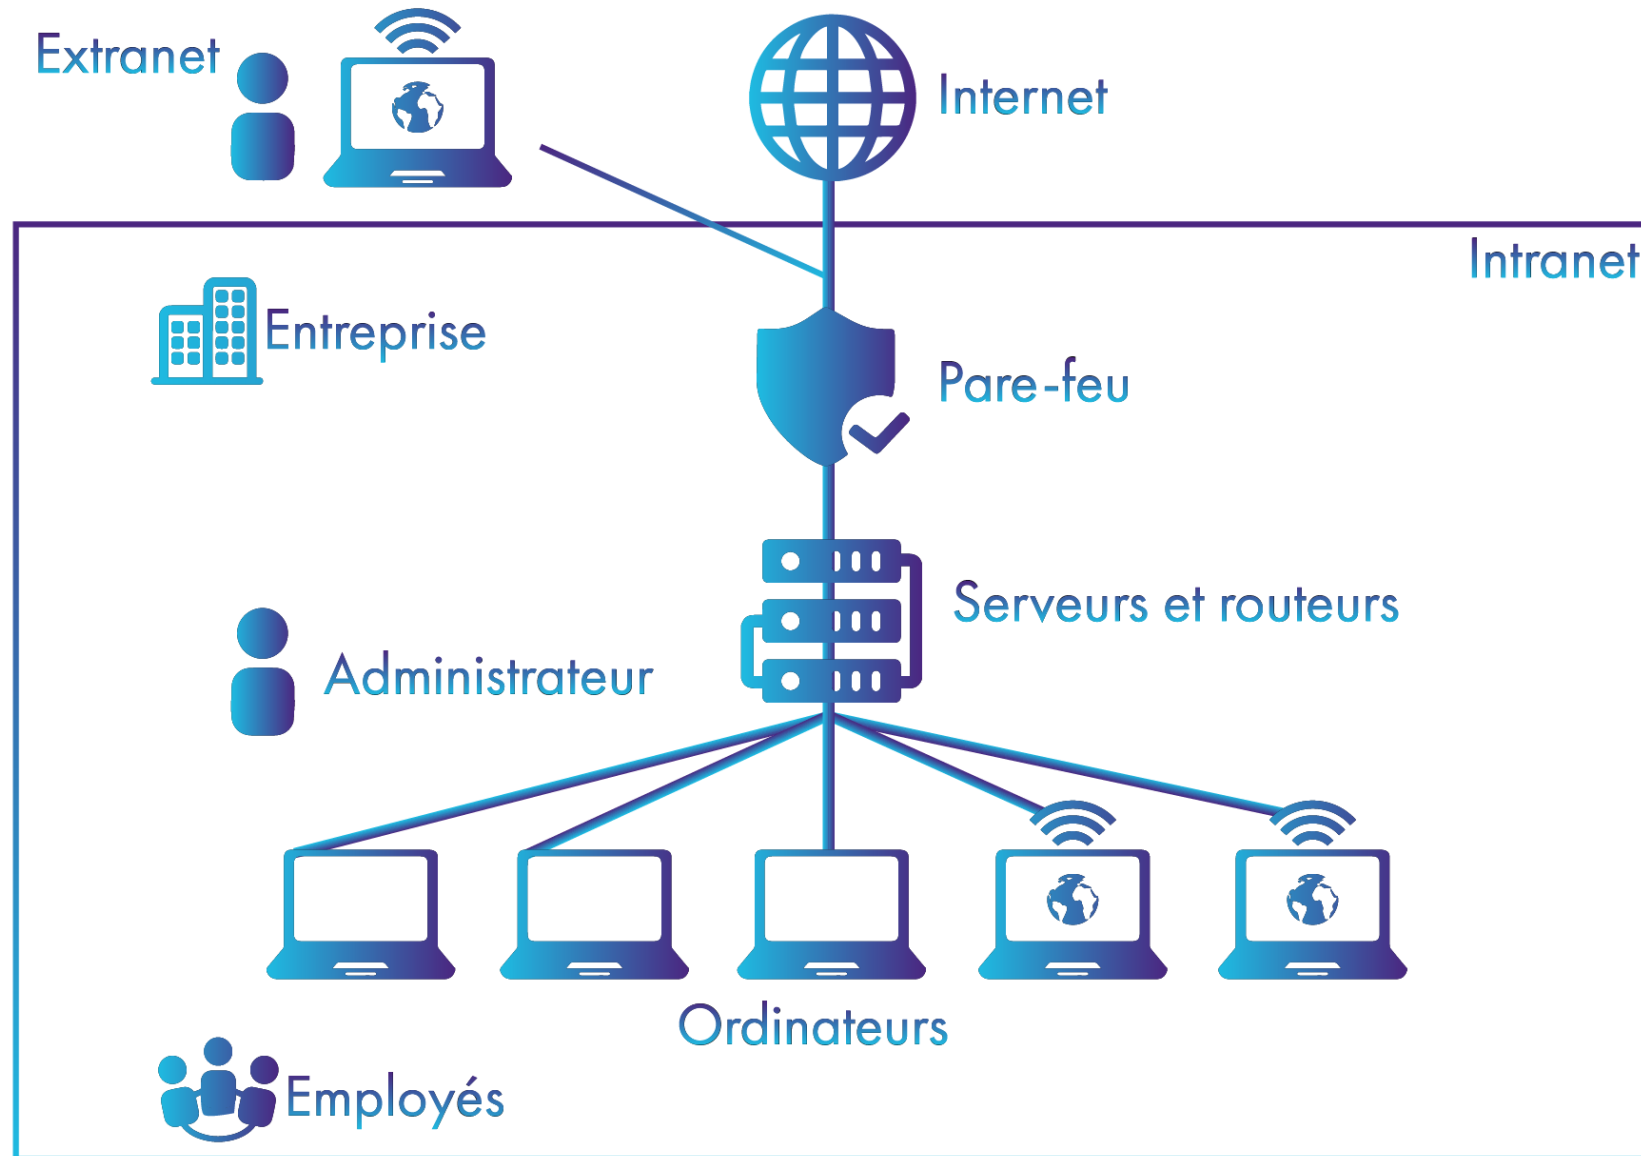 Extranet
Internet
Intranet
Entreprise
Pare-feu
Serveurs et routeurs
Administrateur
Ordinateurs
Employés